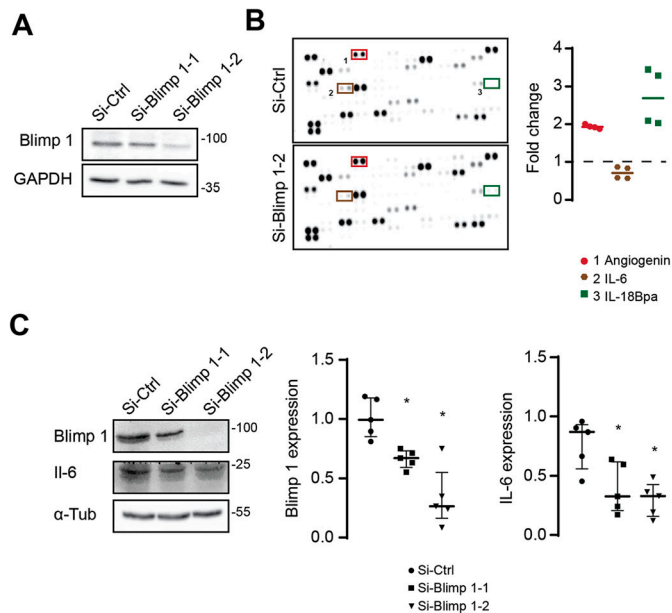 A
Si-Ctrl
Si-Blimp 1-1
Si-Blimp 1-2
Blimp 1
-100
GAPDH
-35
B
Si-Ctrl
1
2
3
Si-Blimp 1-2
Fold change
4
3
2
1
0
1 Angiogenin
2 IL-6
3 IL-18Bpa
C
Si-Ctrl
Si-Blimp 1-1
Si-Blimp 1-2
Blimp 1
-100
Il-6
-25
α-Tub
-55
Blimp 1 expression
1.5
1.0
0.5
0.0
*
*
IL-6 expression
1.5
1.0
0.5
0.0
*
*
Si-Ctrl
Si-Blimp 1-1
Si-Blimp 1-2